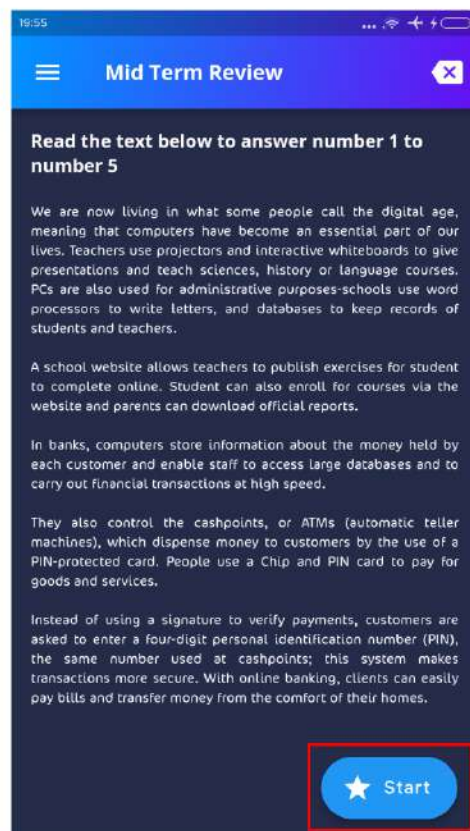 19:55
Mid Term Review
Read the text below to answer number 1 to
number 5
We are now living in what some people call the digital age,
meaning that computers have become an essential part of our
lives. Teachers use projectors and interactive whiteboards to give
presentations and teach sciences, history or language courses.
PCs are also used for administrative purposes-schools use word
processors to write letters, and databases to keep records of
students and teachers.
A school website allows teachers to publish exercises for student
to complete online. Student can also enroll for courses via the
website and parents can download official reports.
In banks, computers store information about the money held by
each customer and enable staff to access large databases and to
carry out financial transactions at high speed.
They also control the cashpoints, or ATMs (automatic teller
machines), which dispense money to customers by the use of a
PIN-protected card. People use a Chip and PIN card to pay for
goods and services.
Instead of using a signature to verify payments, customers are
asked to enter a four-digit personal identification number (PIN),
the same number used at cashpoints; this system makes
transactions more secure. With online banking, clients can easily
pay bills and transfer money from the comfort of their homes.
Start